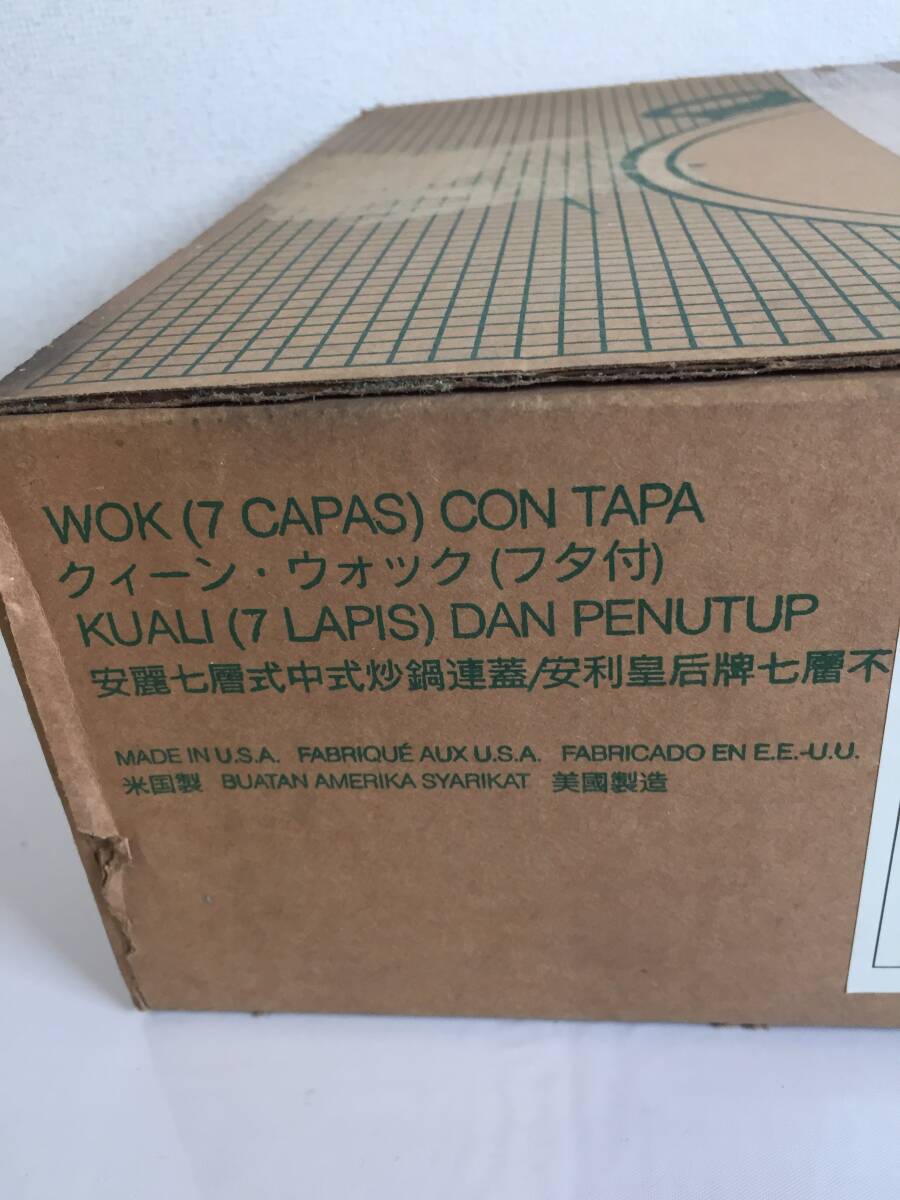 WOK (7 CAPAS) CON TAPA
クィーン・ウォック(フタ付)
KUALI (7 LAPIS) DAN PENUTUP
安麗七層式中式炒鍋連蓋/安利皇后牌七層不
MADE IN U.S.A. FABRIQUÉ AUX U.S.A. FABRICADO EN E.E.-U.U.
米国製 BUATAN AMERIKA SYARIKAT 美國製造